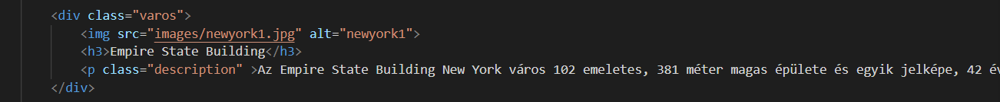 <div class="varos">
<img src="images/newyork1.jpg" alt="newyork1">
<h3>Empire State Building</h3>
<p class="description" >Az Empire State Building New York város 102 emeletes, 381 méter magas épülete és egyik jelképe, 42
</div>